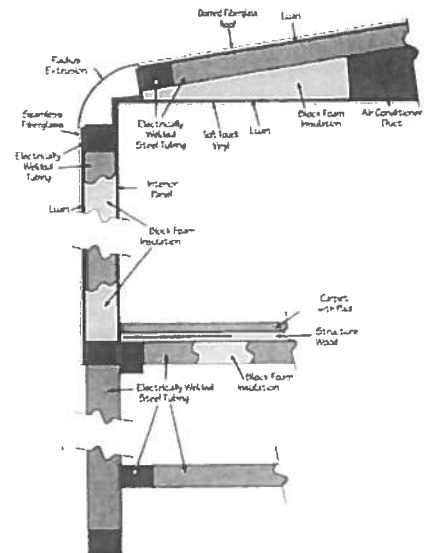 Domed Fiberglass
Roof
Luan
Radius
Extrusion
Seamless
Fiberglass
Electrically
Welded
Steel Tubing
Soft Touch
Vinyl
Luan
Block Foam
Insulation
Air Conditioner
Duct
Electrically
Welded
Tubing
Interior
Panel
Luan
Block Foam
Insulation
Carpet
with Pad
Structure
Wood
Electrically Welded
Steel Tubing
Block Foam
Insulation